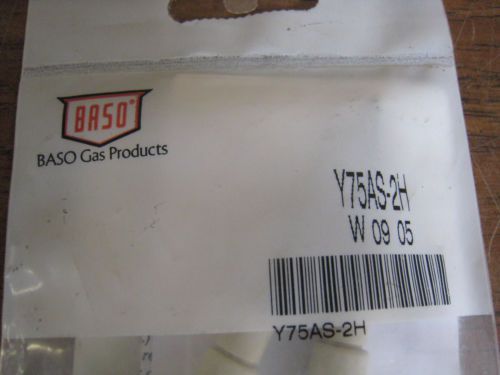 BASO®
BASO Gas Products
Y75AS-2H
W 09 05
Y75AS-2H